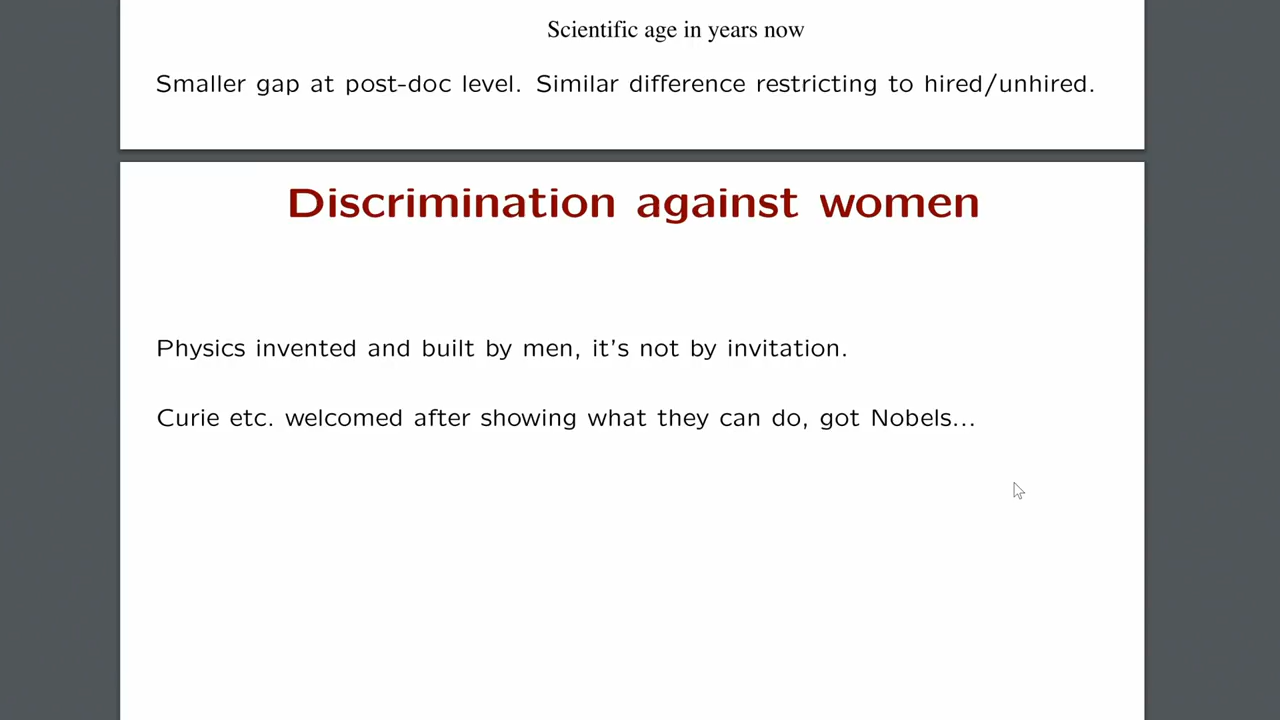 Scientific age in years now
Smaller gap at post-doc level. Similar difference restricting to hired/unhired.
Discrimination against women
Physics invented and built by men, it's not by invitation.
Curie etc. welcomed after showing what they can do, got Nobels...